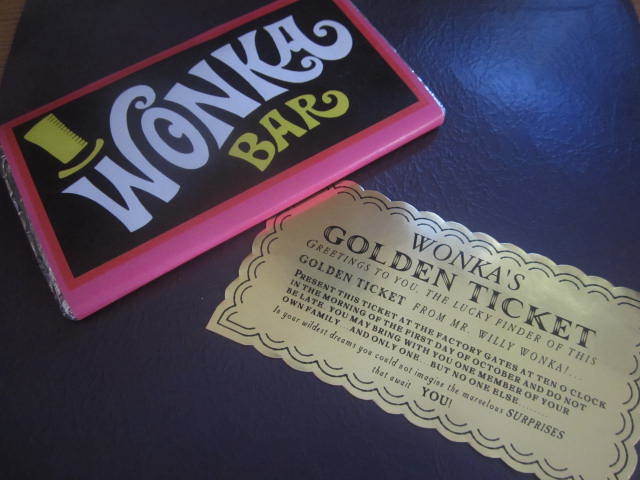 WONKA
BAR
WONKA'S
GOLDEN TICKET
GREETINGS TO YOU, THE LUCKY FINDER OF THIS
GOLDEN TICKET FROM MR. WILLY WONKA!...
PRESENT THIS TICKET AT THE FACTORY GATES AT TEN O CLOCK
IN THE MORNING OF THE FIRST DAY OF OCTOBER AND DO NOT
BE LATE. YOU MAY BRING WITH YOU ONE MEMBER OF YOUR
OWN FAMILY...AND ONLY ONE...BUT NO ONE ELSE.........
In your wildest dreams you could not imagine the marvelous SURPRISES
that await YOU!